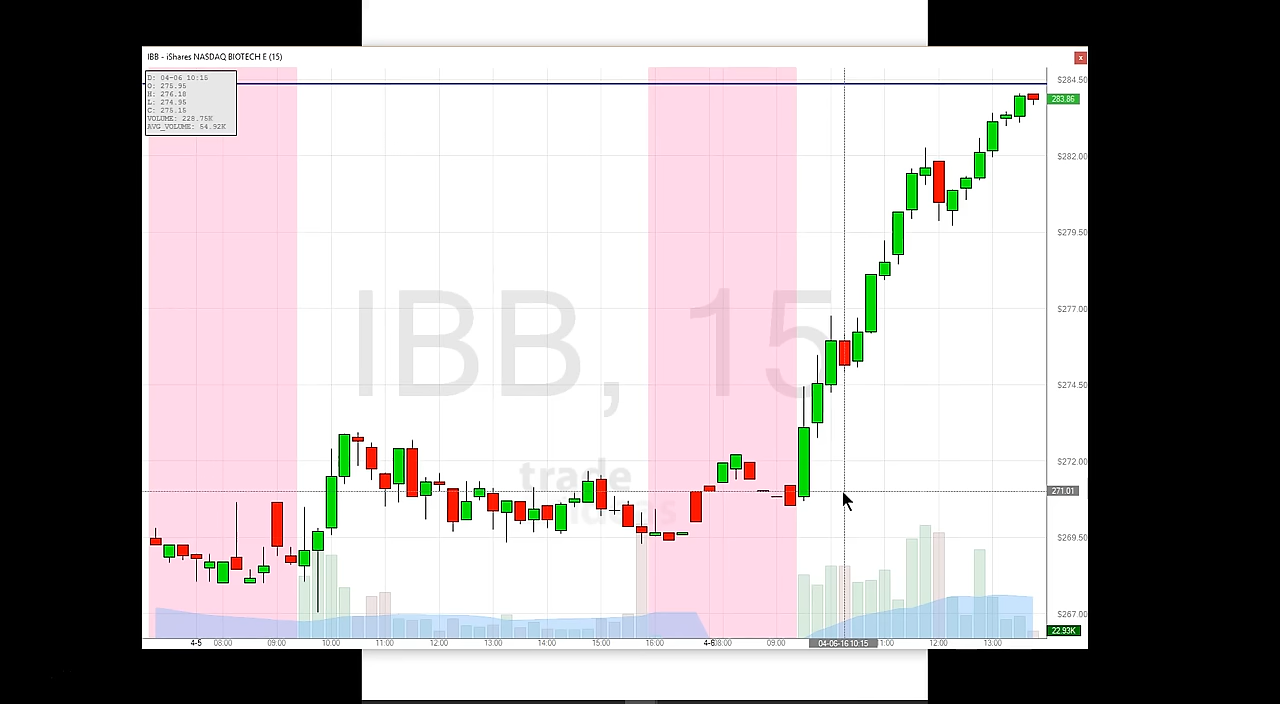 IBB - iShares NASDAQ BIOTECH E (15)
D: 04-06 10:15
O: 275.95
H: 276.18
L: 274.95
C: 275.15
VOLUME: 228.75K
AVG_VOLUME: 54.92K
$284.50
283.86
$282.00
$279.50
$277.00
IBB, 15
$274.50
$272.00
trade
271.01
$269.50
$267.00
22.93K
4-5 08:00 09:00 10:00 11:00 12:00 13:00 14:00 15:00 16:00 4-6 08:00 09:00 04-06-16 10:15 1:00 12:00 13:00